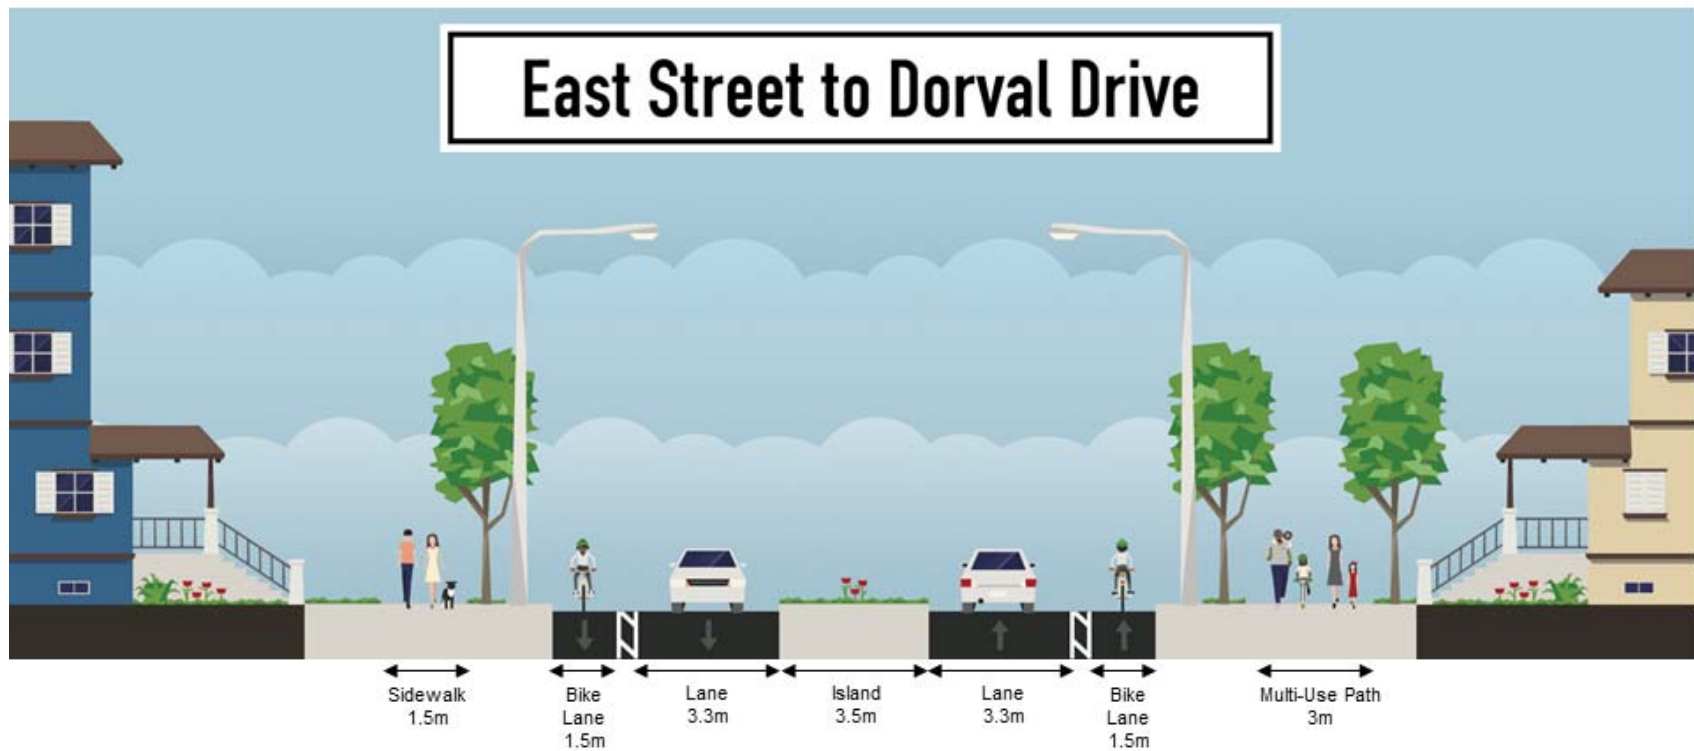 East Street to Dorval Drive
Sidewalk
1.5m
Bike
Lane
1.5m
Lane
3.3m
Island
3.5m
Lane
3.3m
Bike
Lane
1.5m
Multi-Use Path
3m